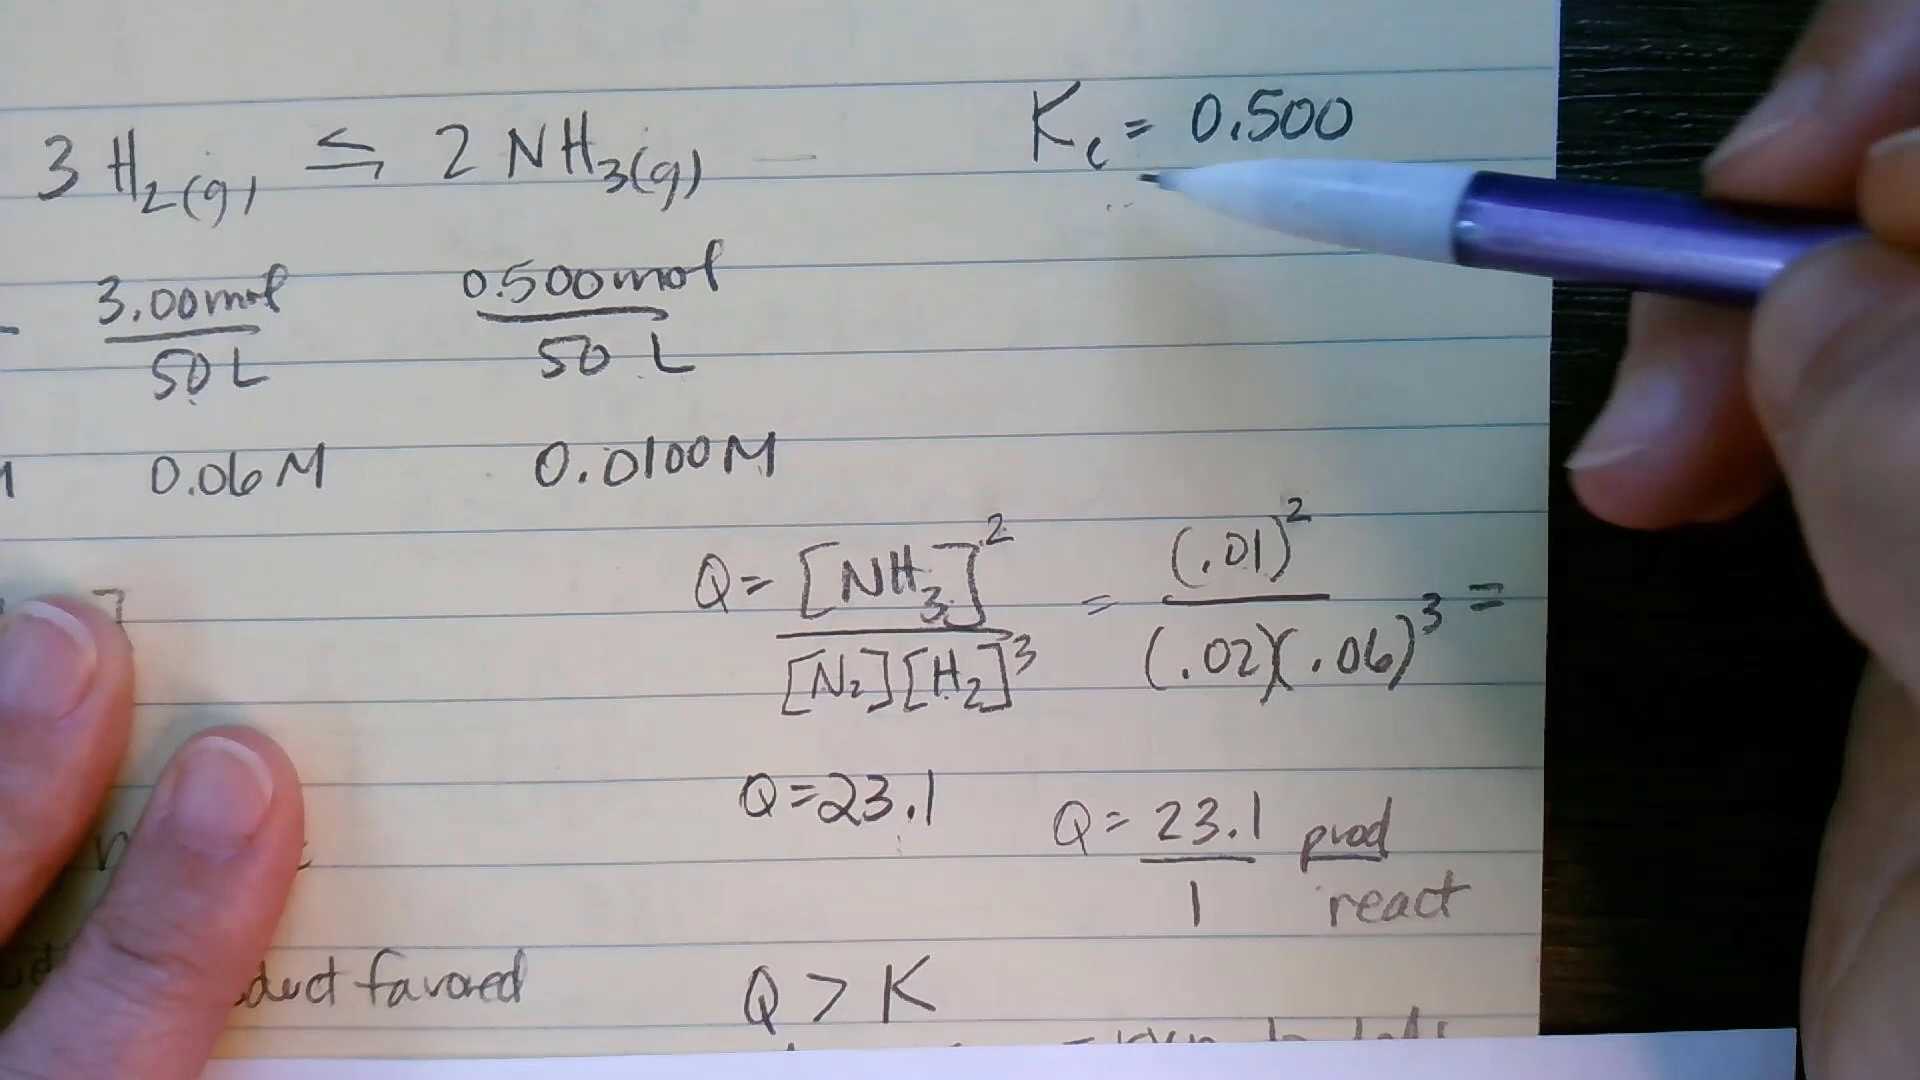 3 H₂(g) ⇋ 2 NH₃(g) K_c = 0.500
3.00 mol 0.500 mol
50 L 50 L
0.06 M 0.0100 M
Q = [NH₃]² = (.01)² =
[N₂][H₂]³ (.02)(.06)³
Q = 23.1 Q = 23.1 prod
1 react
duct favored Q > K